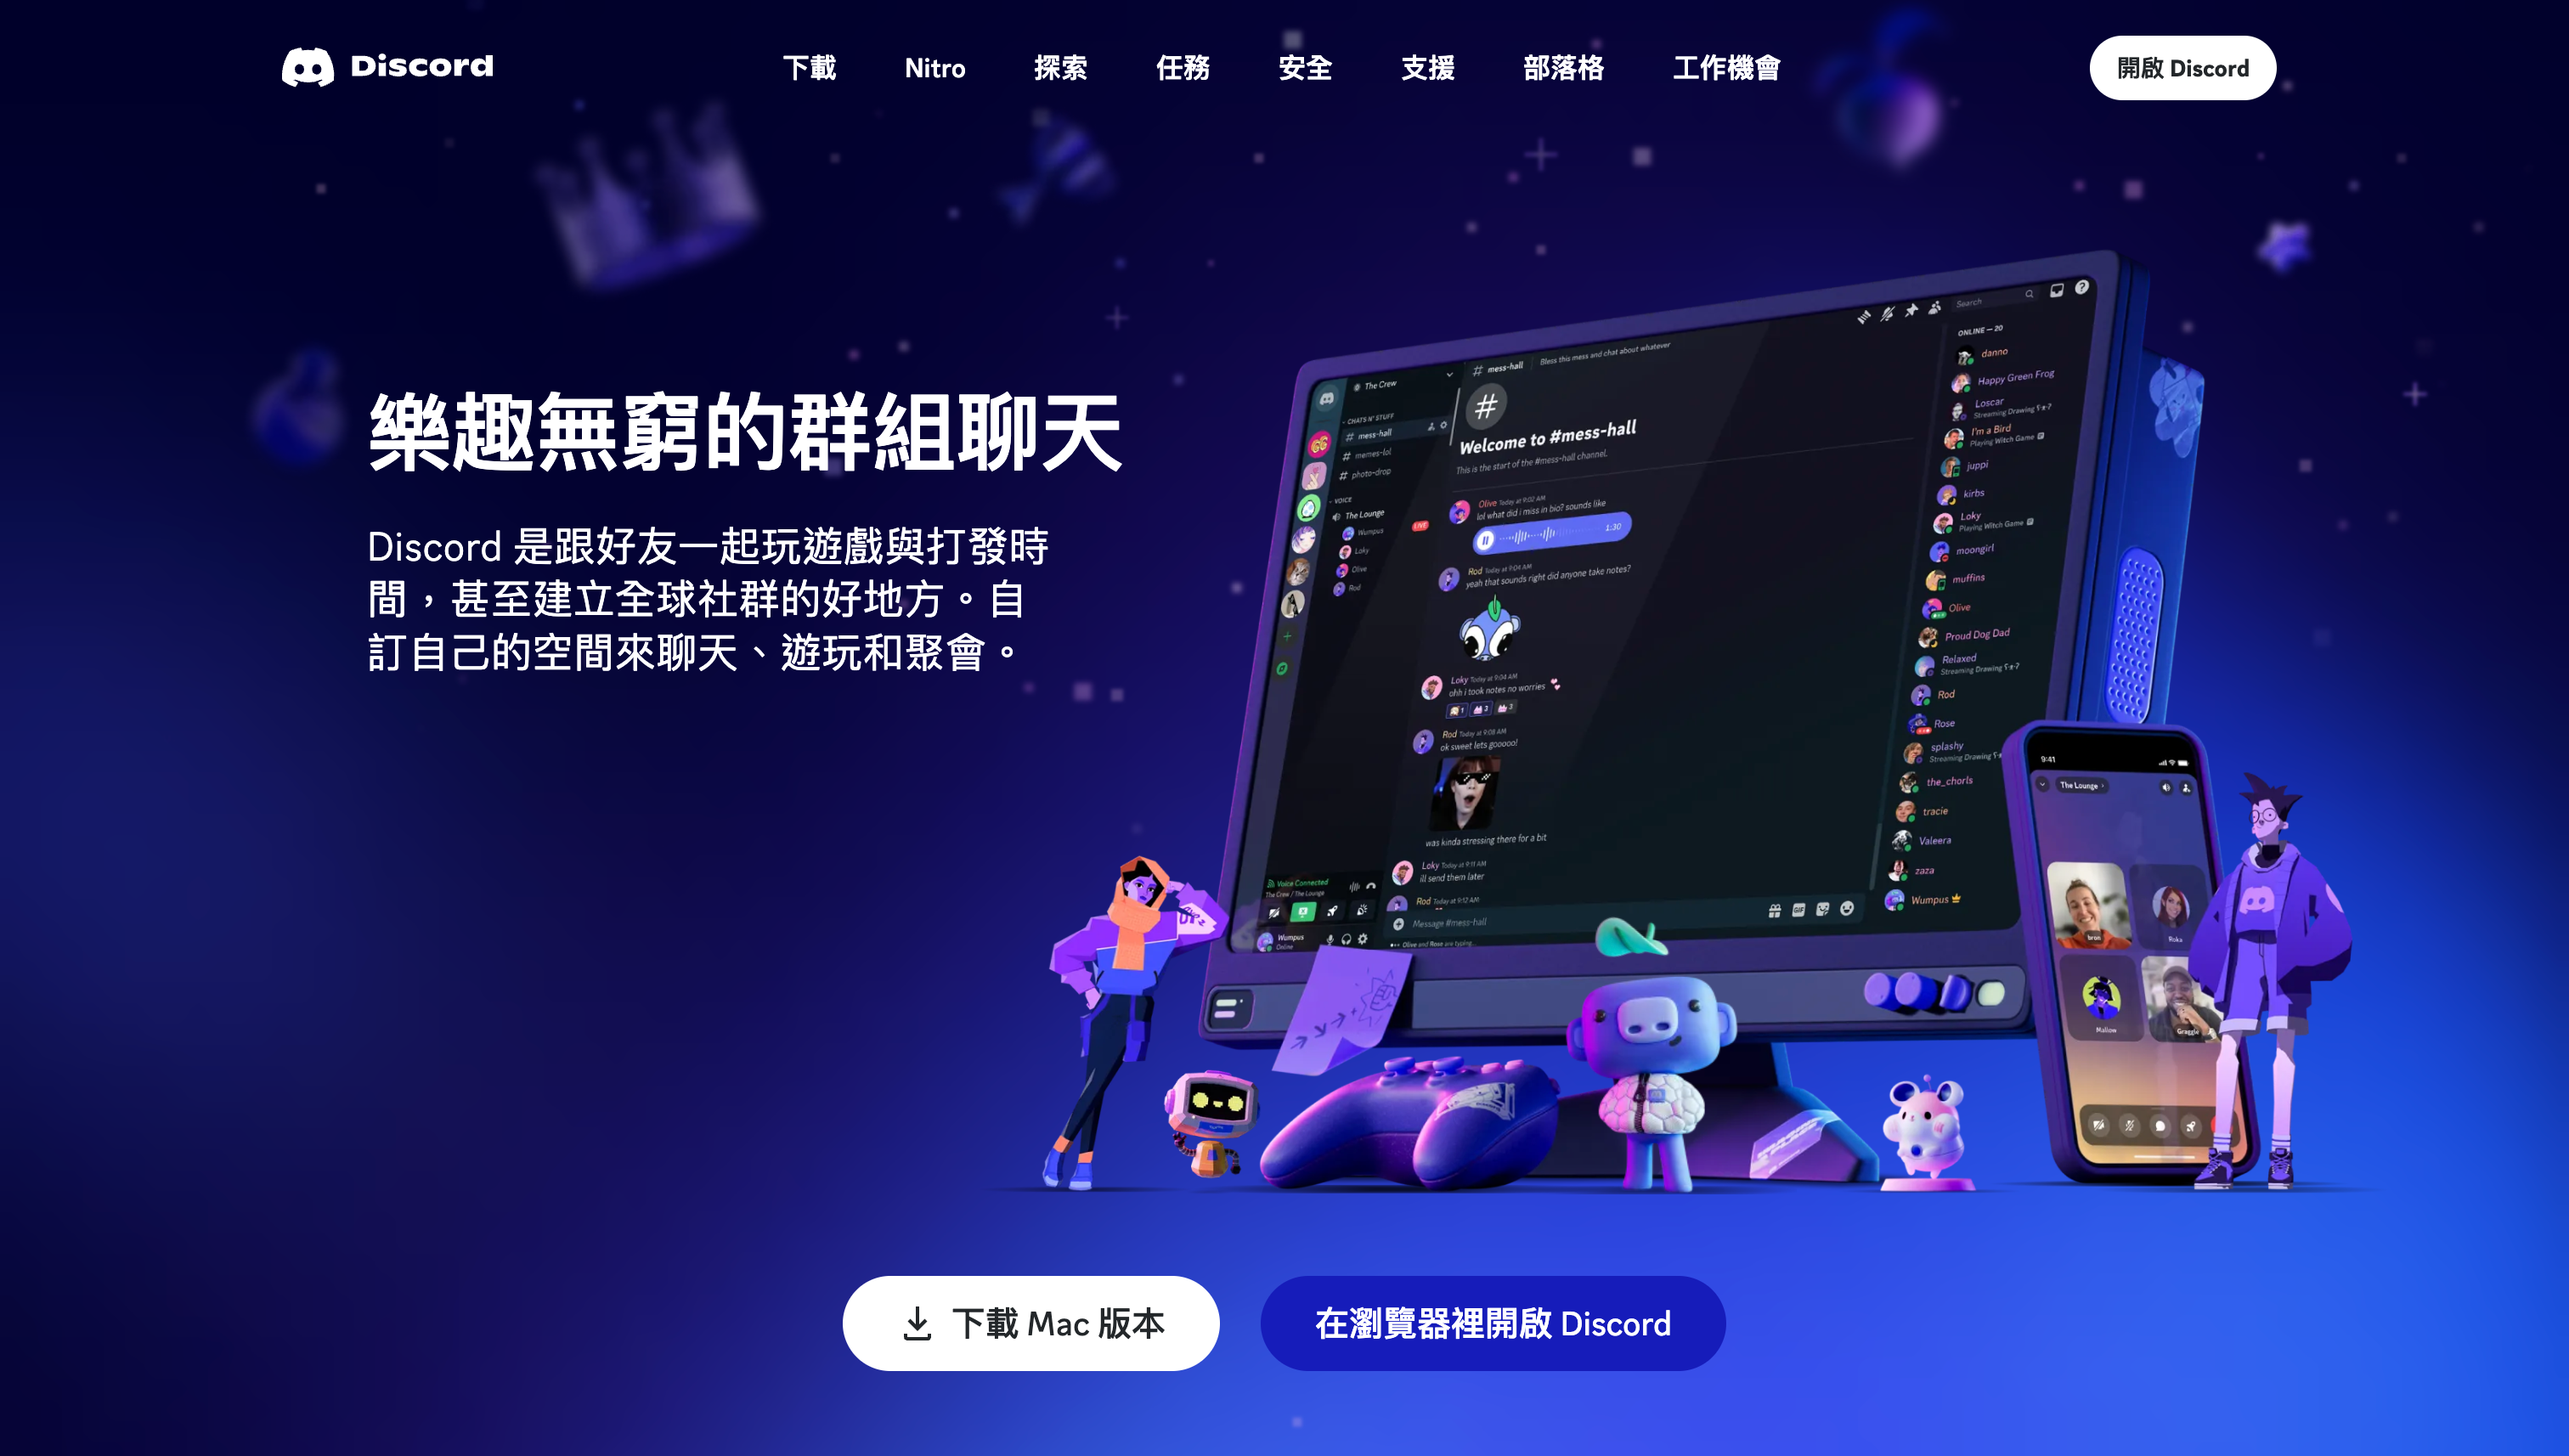 Discord
下載
Nitro
探索
任務
安全
支援
部落格
工作機會
開啟 Discord
樂趣無窮的群組聊天
Discord 是跟好友一起玩遊戲與打發時
間，甚至建立全球社群的好地方。自
訂自己的空間來聊天、遊玩和聚會。
The Crew
CHATS N' STUFF
# mess-hall
# memes-lol
# photo-drop
VOICE
The Lounge
Wumpus
LIVE
Loky
Olive
Rod
Voice Connected
The Crew / The Lounge
Wumpus
Online
# mess-hall
Bless this mess and chat about whatever
Search
#
Welcome to #mess-hall
This is the start of the #mess-hall channel.
Olive Today at 9:02 AM
lol what did i miss in bio? sounds like
1:30
Rod Today at 9:04 AM
yeah that sounds right did anyone take notes?
Loky Today at 9:04 AM
ohh i took notes no worries
1
3
3
Rod Today at 9:08 AM
ok sweet lets gooooo!
was kinda stressing there for a bit
Loky Today at 9:11 AM
ill send them later
Rod Today at 9:12 AM
Message #mess-hall
GIF
Olive and Rose are typing...
ONLINE — 20
danno
Happy Green Frog
Loscar
Streaming Drawing
I'm a Bird
Playing Witch Game
juppi
kirbs
Loky
Playing Witch Game
moongirl
muffins
Olive
Proud Dog Dad
Relaxed
Streaming Drawing
Rod
Rose
splashy
Streaming Drawing
the_chorls
tracie
Valeera
zaza
Wumpus
9:41
The Lounge
bron
Ruka
Mallow
Graggle
下載 Mac 版本
在瀏覽器裡開啟 Discord